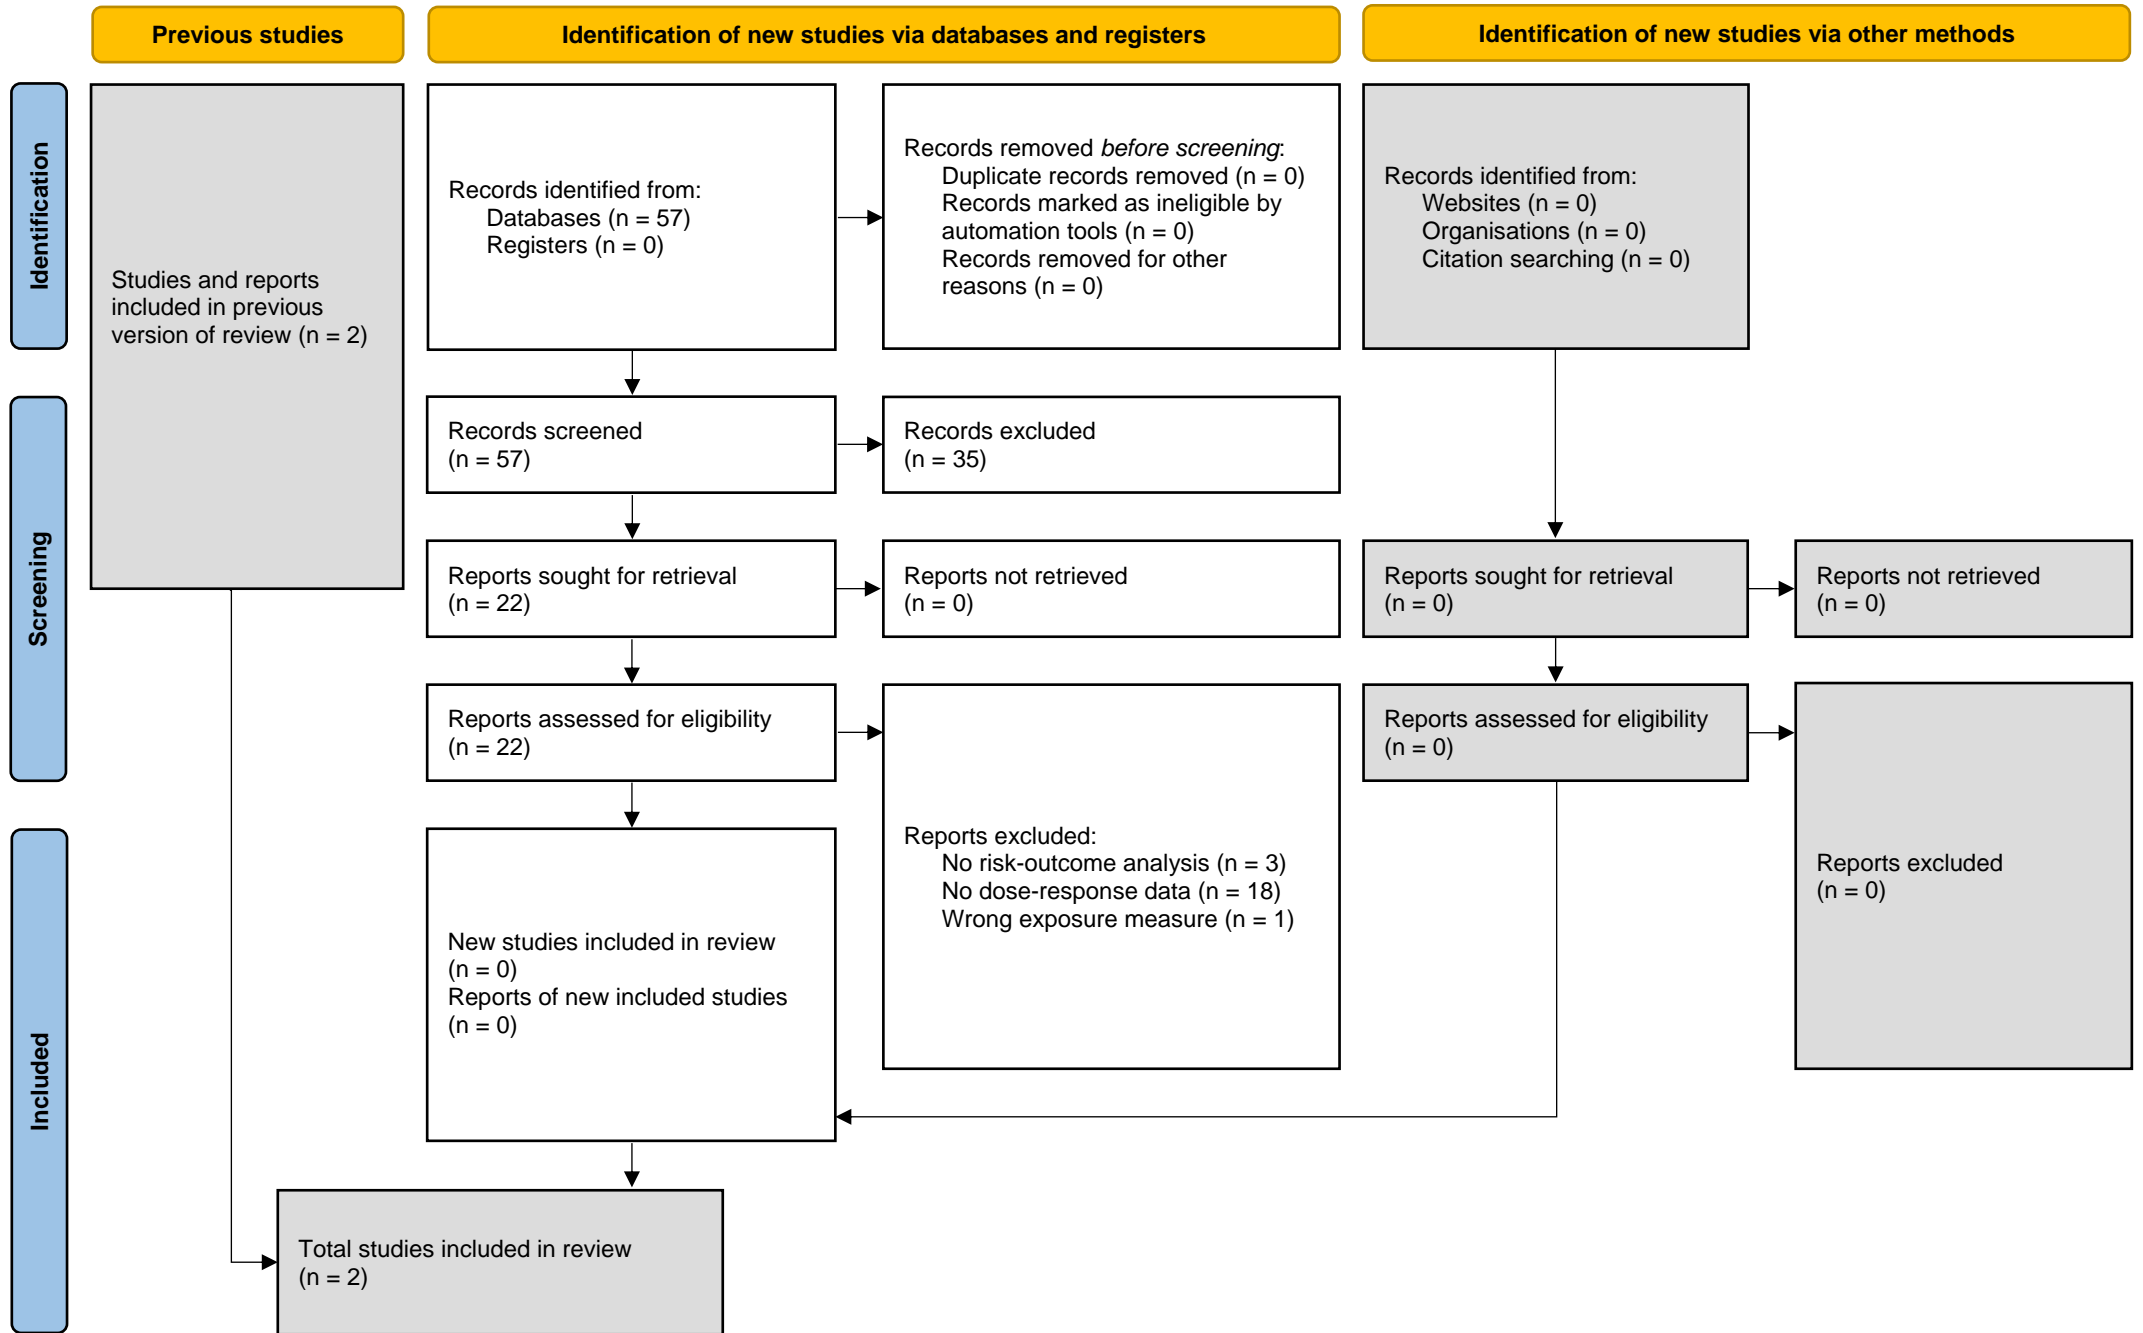 Previous studies
Identification of new studies via databases and registers
Identification of new studies via other methods
Identification
Studies and reports
included in previous
version of review (n = 2)
Records identified from:
Databases (n = 57)
Registers (n = 0)
Records removed before screening:
Duplicate records removed (n = 0)
Records marked as ineligible by
automation tools (n = 0)
Records removed for other
reasons (n = 0)
Records identified from:
Websites (n = 0)
Organisations (n = 0)
Citation searching (n = 0)
Screening
Records screened
(n = 57)
Records excluded
(n = 35)
Reports sought for retrieval
(n = 22)
Reports not retrieved
(n = 0)
Reports sought for retrieval
(n = 0)
Reports not retrieved
(n = 0)
Reports assessed for eligibility
(n = 22)
Reports excluded:
No risk-outcome analysis (n = 3)
No dose-response data (n = 18)
Wrong exposure measure (n = 1)
Reports assessed for eligibility
(n = 0)
Reports excluded
(n = 0)
Included
New studies included in review
(n = 0)
Reports of new included studies
(n = 0)
Total studies included in review
(n = 2)